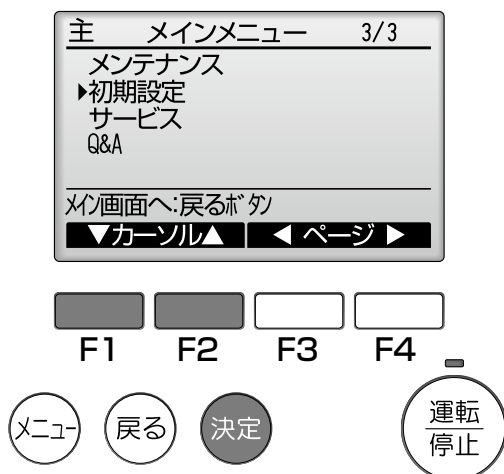 主 メインメニュー 3/3
メンテナンス
▶初期設定
サービス
Q&A
メイン画面へ:戻るボタン
▼カーソル▲ ◀ ページ ▶
F1 F2 F3 F4
メニュー 戻る 決定 運転
停止